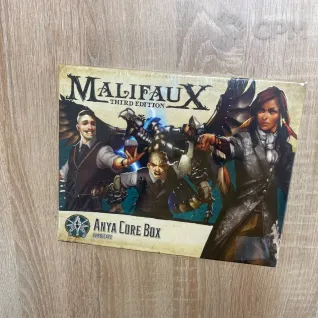 MALIFAUX
THIRD EDITION
ANYA CORE BOX